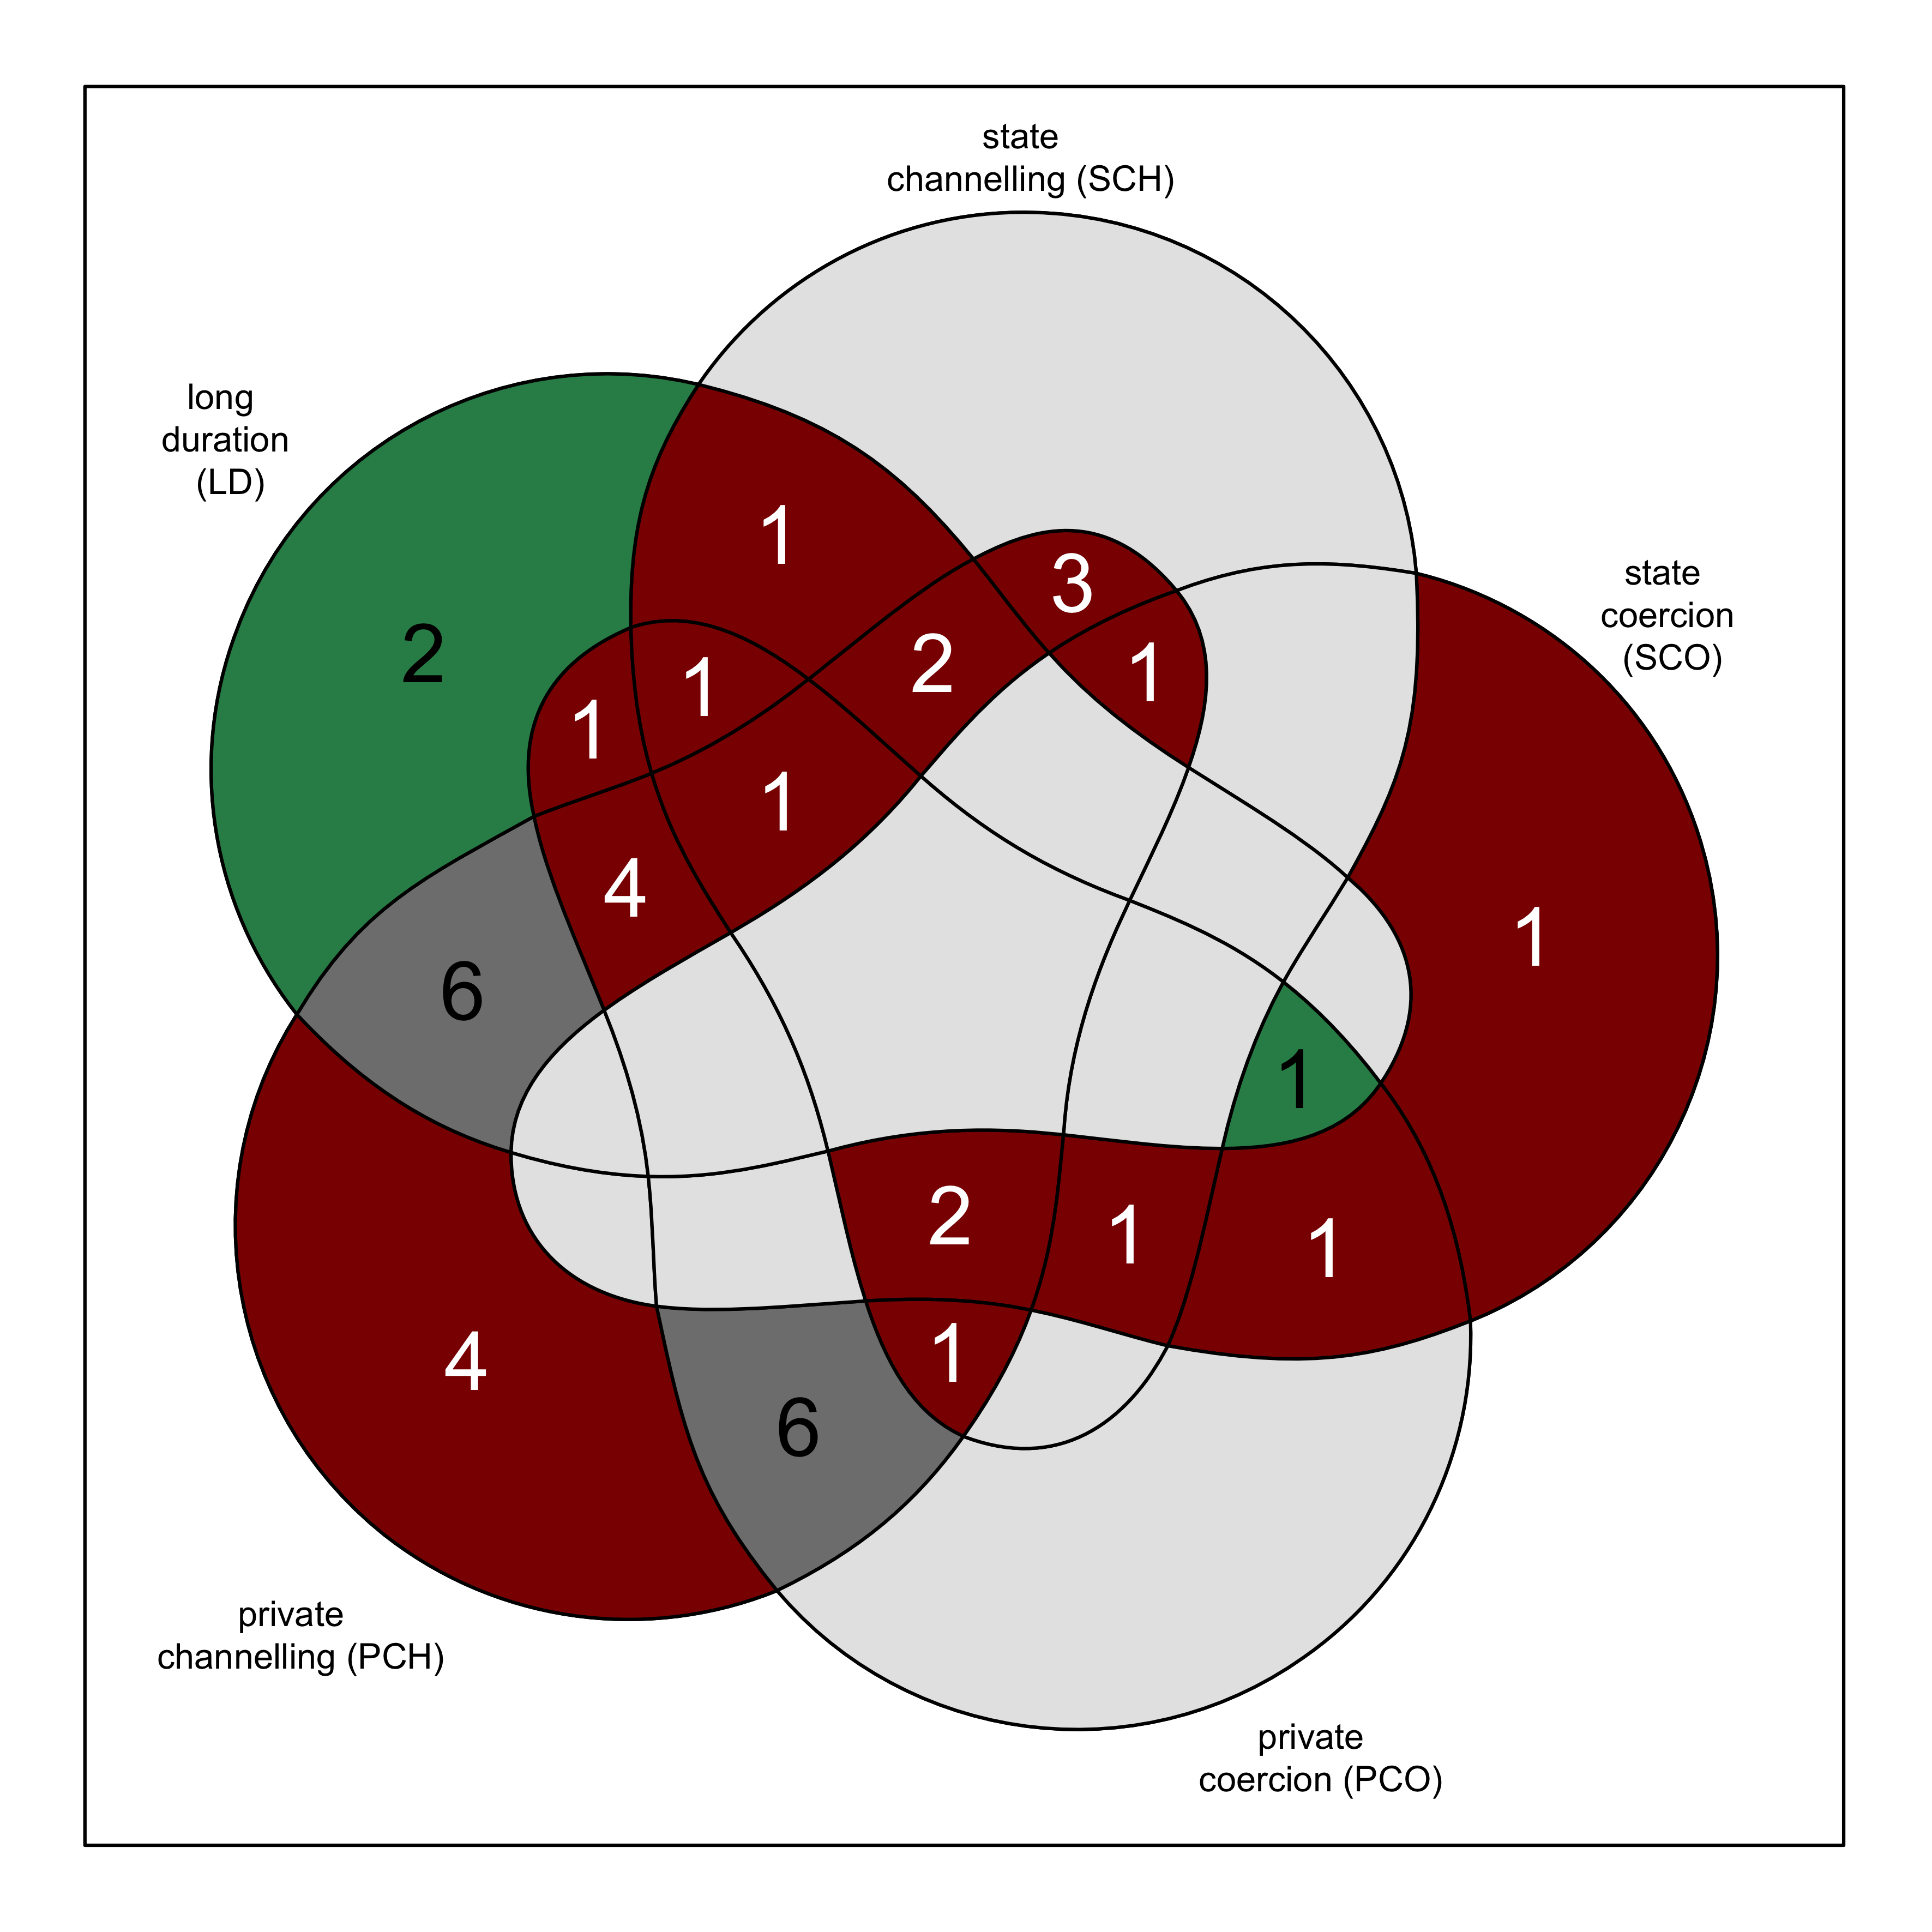 state
channelling (SCH)
long
duration
(LD)
state
coercion
(SCO)
1
3
2
1
2
1
1
1
4
1
6
1
2
1
1
1
4
6
private
channelling (PCH)
private
coercion (PCO)